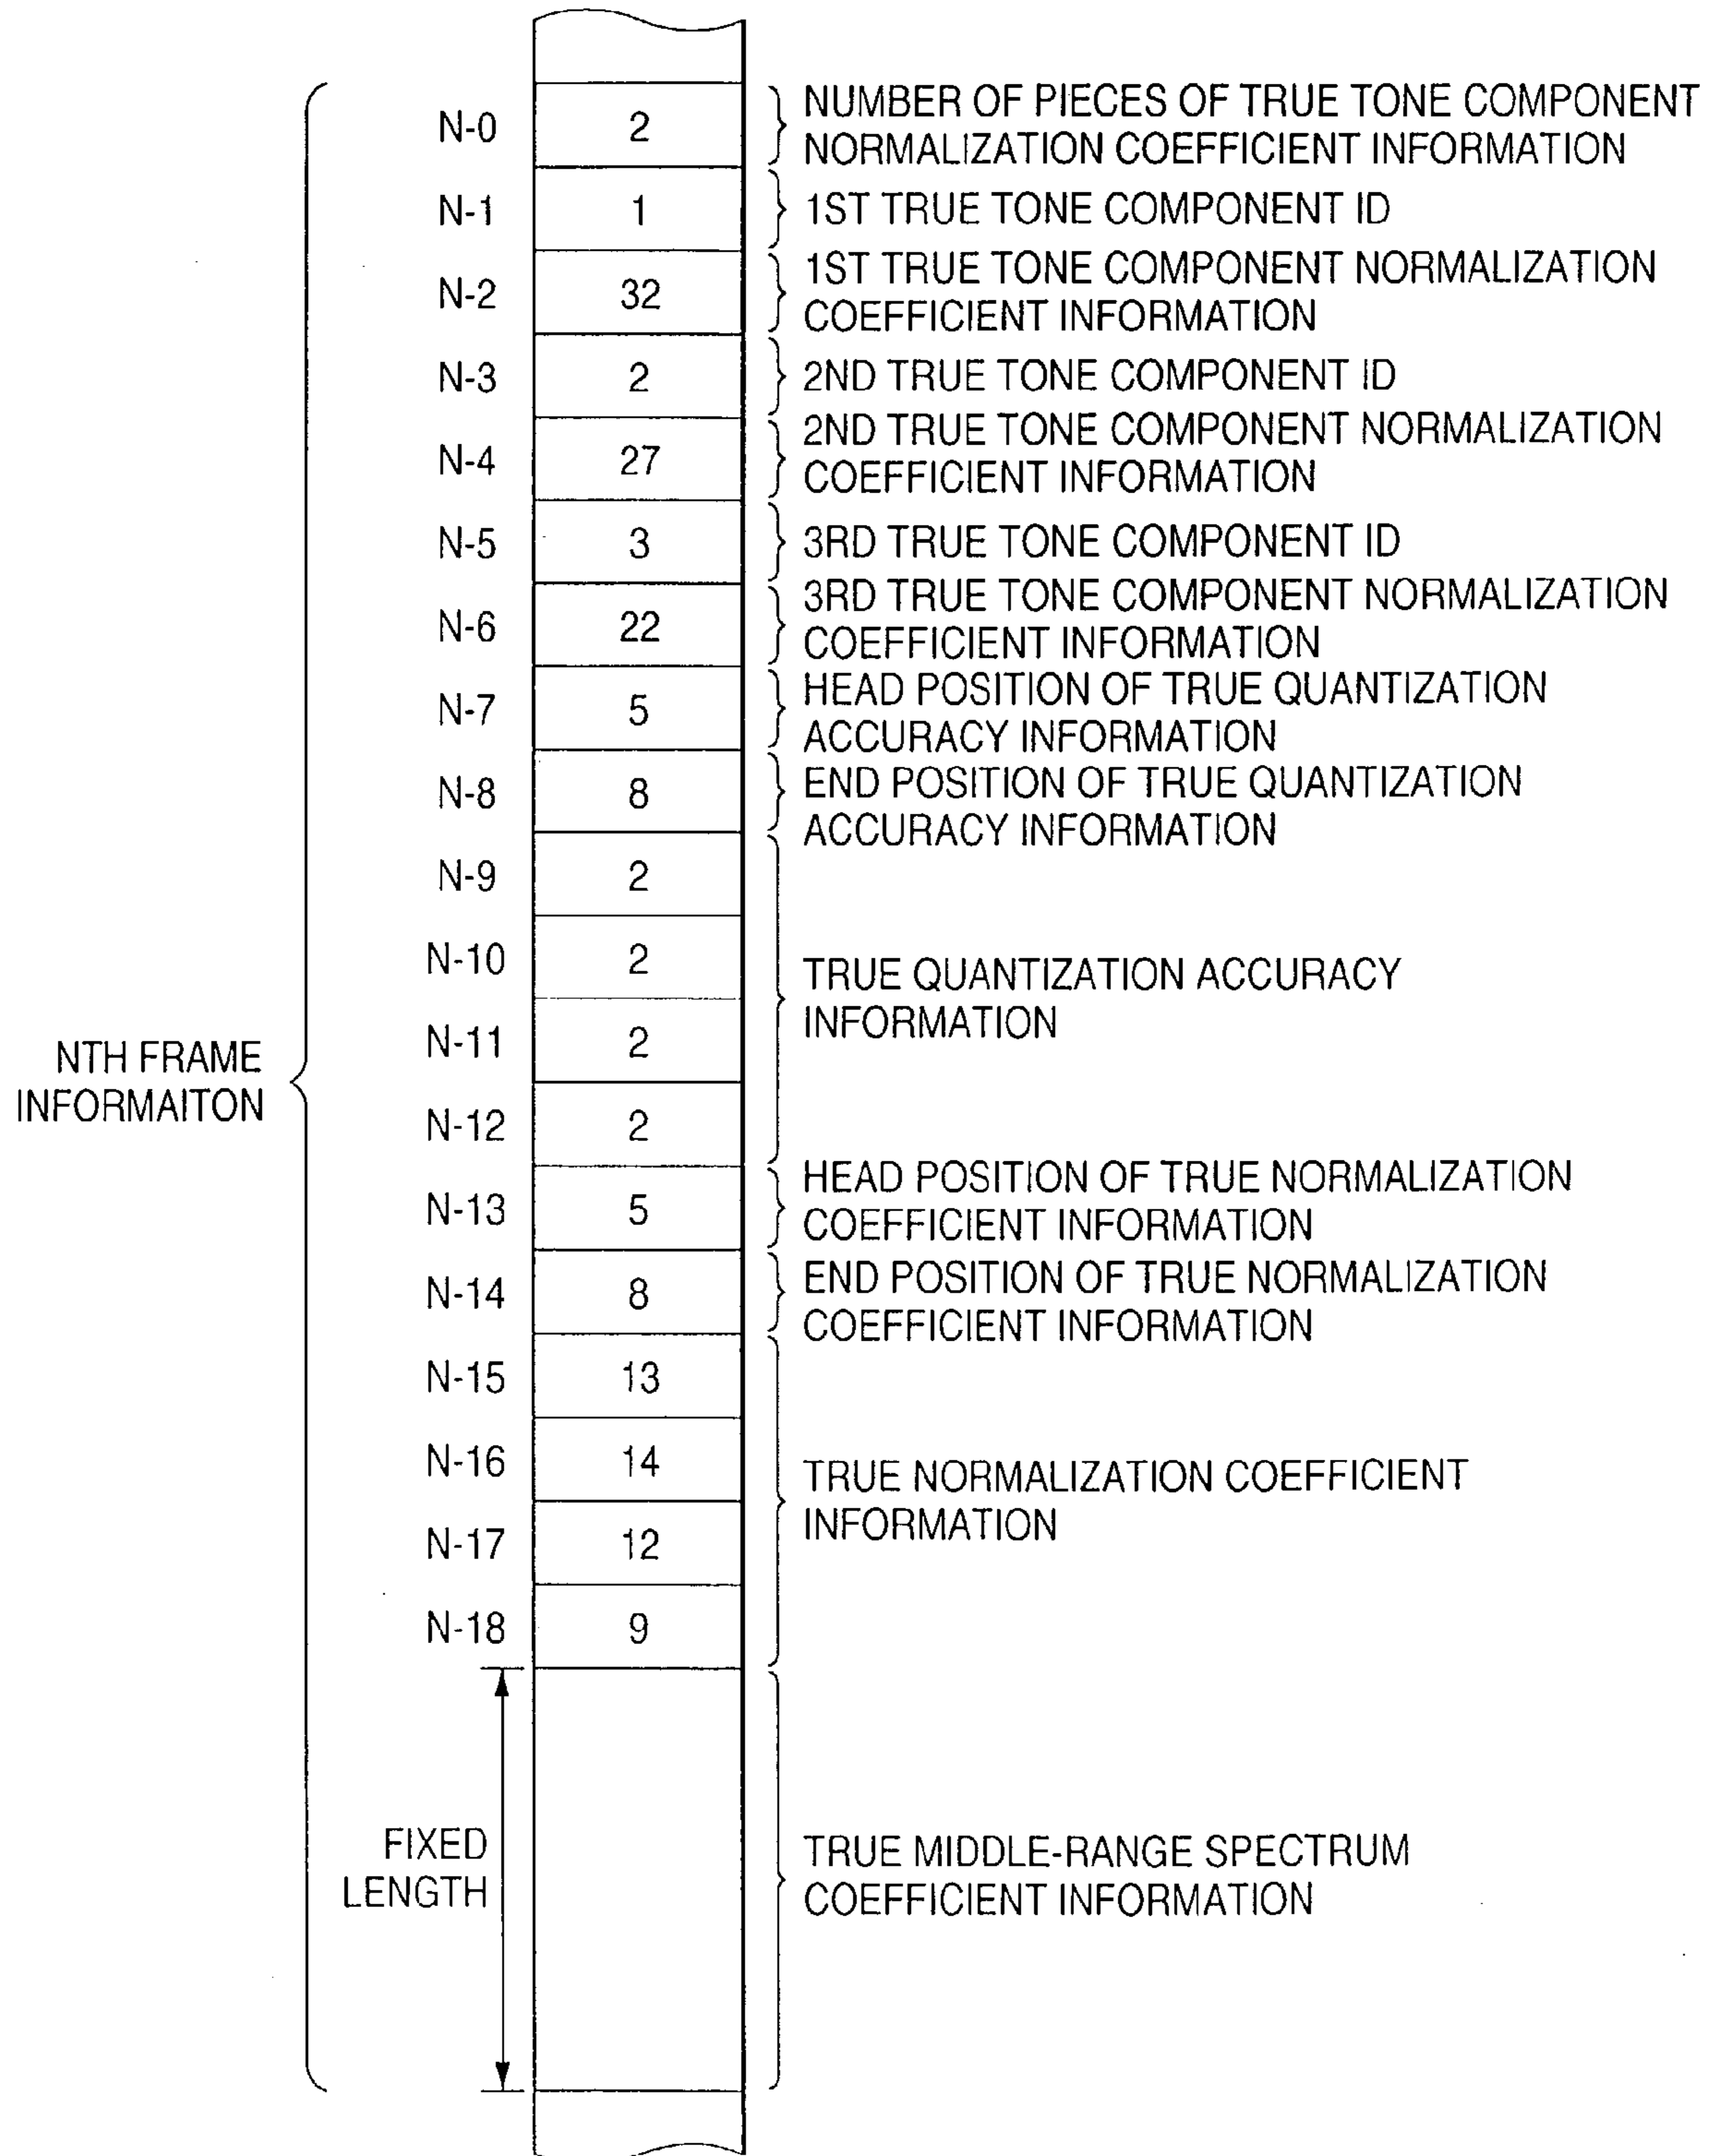 N-0 2 NUMBER OF PIECES OF TRUE TONE COMPONENT
NORMALIZATION COEFFICIENT INFORMATION
N-1 1 1ST TRUE TONE COMPONENT ID
N-2 32 1ST TRUE TONE COMPONENT NORMALIZATION
COEFFICIENT INFORMATION
N-3 2 2ND TRUE TONE COMPONENT ID
N-4 27 2ND TRUE TONE COMPONENT NORMALIZATION
COEFFICIENT INFORMATION
N-5 3 3RD TRUE TONE COMPONENT ID
N-6 22 3RD TRUE TONE COMPONENT NORMALIZATION
COEFFICIENT INFORMATION
N-7 5 HEAD POSITION OF TRUE QUANTIZATION
ACCURACY INFORMATION
N-8 8 END POSITION OF TRUE QUANTIZATION
ACCURACY INFORMATION
N-9 2
N-10 2 TRUE QUANTIZATION ACCURACY
INFORMATION
N-11 2
NTH FRAME
INFORMAITON
N-12 2
N-13 5 HEAD POSITION OF TRUE NORMALIZATION
COEFFICIENT INFORMATION
N-14 8 END POSITION OF TRUE NORMALIZATION
COEFFICIENT INFORMATION
N-15 13
N-16 14 TRUE NORMALIZATION COEFFICIENT
INFORMATION
N-17 12
N-18 9
FIXED
LENGTH
TRUE MIDDLE-RANGE SPECTRUM
COEFFICIENT INFORMATION